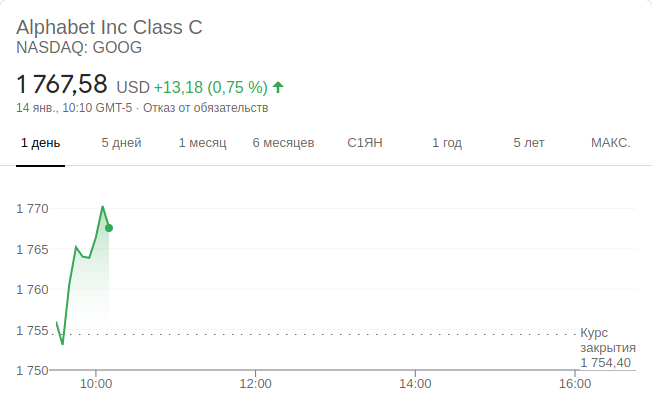 Alphabet Inc Class C
NASDAQ: GOOG
1 767,58 USD +13,18 (0,75 %)
14 янв., 10:10 GMT-5 · Отказ от обязательств
1 день 5 дней 1 месяц 6 месяцев С1ЯН 1 год 5 лет МАКС.
1 770
1 765
1 760
1 755
1 750
Курс
закрытия
1 754,40
10:00 12:00 14:00 16:00